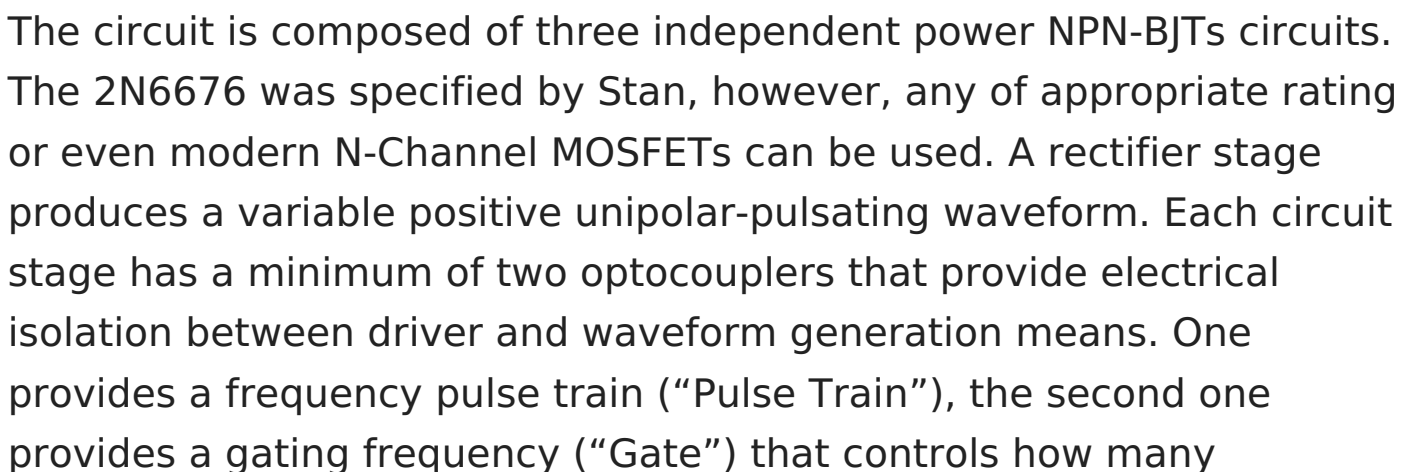 The circuit is composed of three independent power NPN-BJTs circuits.
The 2N6676 was specified by Stan, however, any of appropriate rating
or even modern N-Channel MOSFETs can be used. A rectifier stage
produces a variable positive unipolar-pulsating waveform. Each circuit
stage has a minimum of two optocouplers that provide electrical
isolation between driver and waveform generation means. One
provides a frequency pulse train (“Pulse Train”), the second one
provides a gating frequency (“Gate”) that controls how many